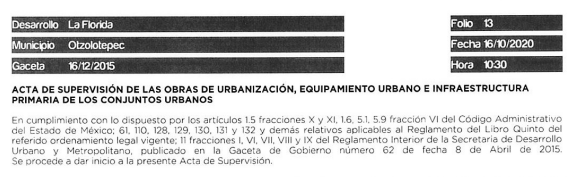 Desarrollo La Florida
Folio 13
Municipio Otzolotepec
Fecha 16/10/2020
Gaceta 16/12/2015
Hora 10:30
ACTA DE SUPERVISIÓN DE LAS OBRAS DE URBANIZACIÓN, EQUIPAMIENTO URBANO E INFRAESTRUCTURA
PRIMARIA DE LOS CONJUNTOS URBANOS
En cumplimiento con lo dispuesto por los artículos 1.5 fracciones X y XI, 1.6, 5.1, 5.9 fracción VI del Código Administrativo
del Estado de México; 61, 110, 128, 129, 130, 131 y 132 y demás relativos aplicables al Reglamento del Libro Quinto del
referido ordenamiento legal vigente; 11 fracciones I, VI, VII, VIII y IX del Reglamento Interior de la Secretaría de Desarrollo
Urbano y Metropolitano, publicado en la Gaceta de Gobierno número 62 de fecha 8 de Abril de 2015.
Se procede a dar inicio a la presente Acta de Supervisión.